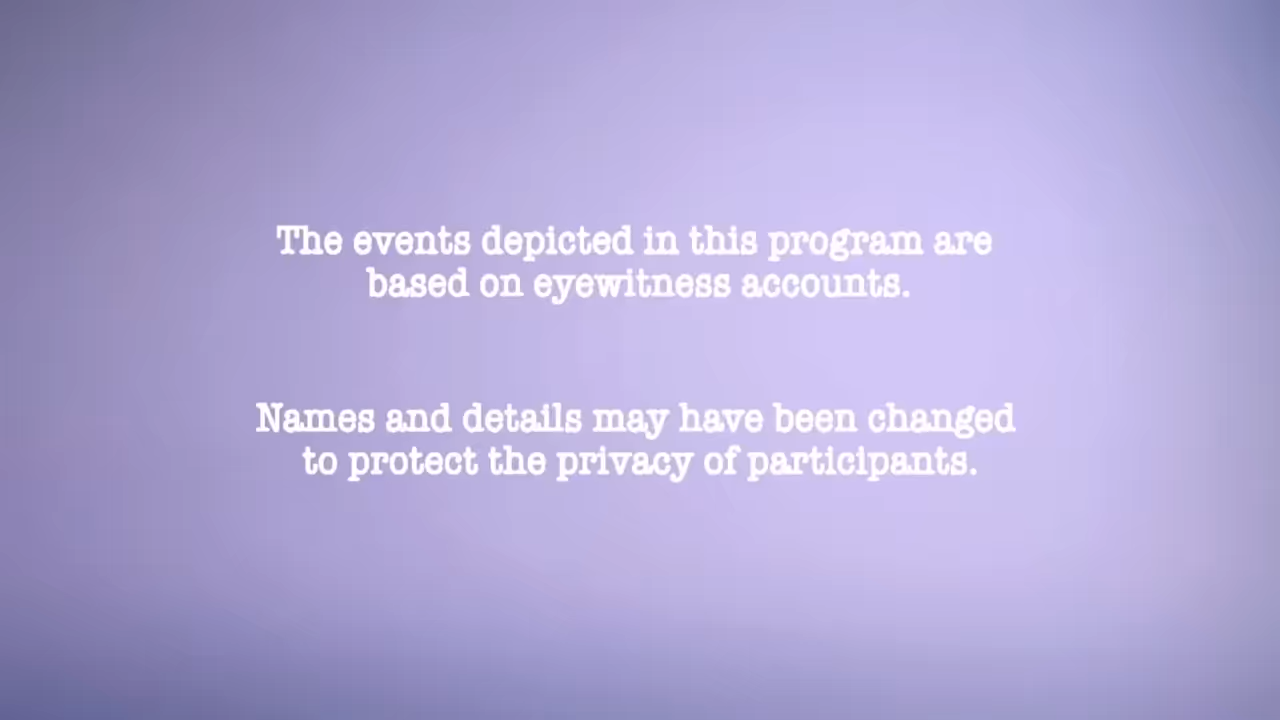 The events depicted in this program are
based on eyewitness accounts.
Names and details may have been changed
to protect the privacy of participants.